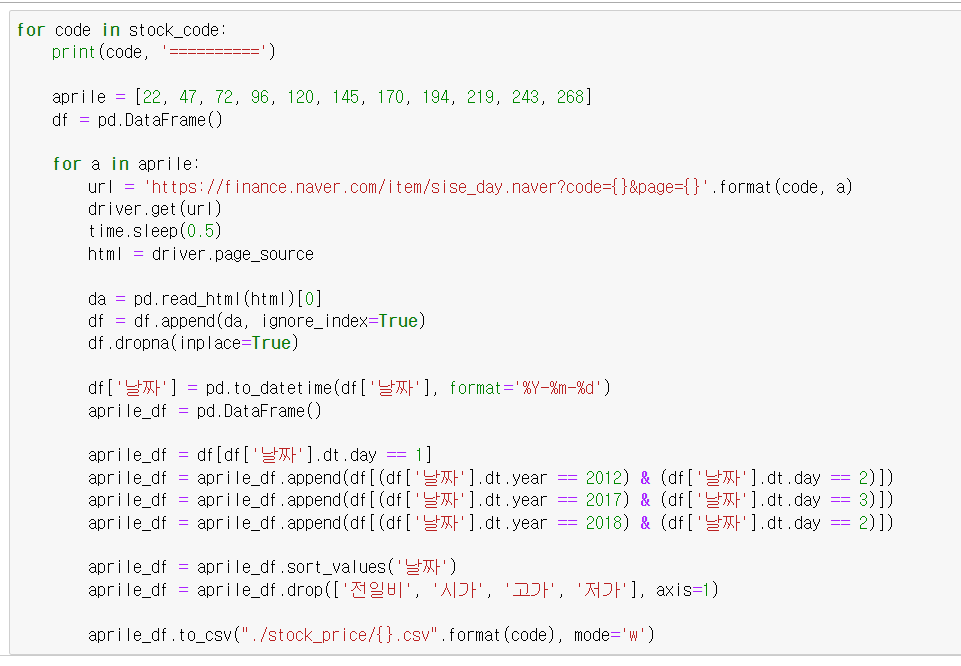 for code in stock_code:
    print(code, '==========')

    aprile = [22, 47, 72, 96, 120, 145, 170, 194, 219, 243, 268]
    df = pd.DataFrame()

    for a in aprile:
        url = 'https://finance.naver.com/item/sise_day.naver?code={}&page={}'.format(code, a)
        driver.get(url)
        time.sleep(0.5)
        html = driver.page_source

        da = pd.read_html(html)[0]
        df = df.append(da, ignore_index=True)
        df.dropna(inplace=True)

        df['날짜'] = pd.to_datetime(df['날짜'], format='%Y-%m-%d')
        aprile_df = pd.DataFrame()

        aprile_df = df[df['날짜'].dt.day == 1]
        aprile_df = aprile_df.append(df[(df['날짜'].dt.year == 2012) & (df['날짜'].dt.day == 2)])
        aprile_df = aprile_df.append(df[(df['날짜'].dt.year == 2017) & (df['날짜'].dt.day == 3)])
        aprile_df = aprile_df.append(df[(df['날짜'].dt.year == 2018) & (df['날짜'].dt.day == 2)])

        aprile_df = aprile_df.sort_values('날짜')
        aprile_df = aprile_df.drop(['전일비', '시가', '고가', '저가'], axis=1)

        aprile_df.to_csv("./stock_price/{}.csv".format(code), mode='w')